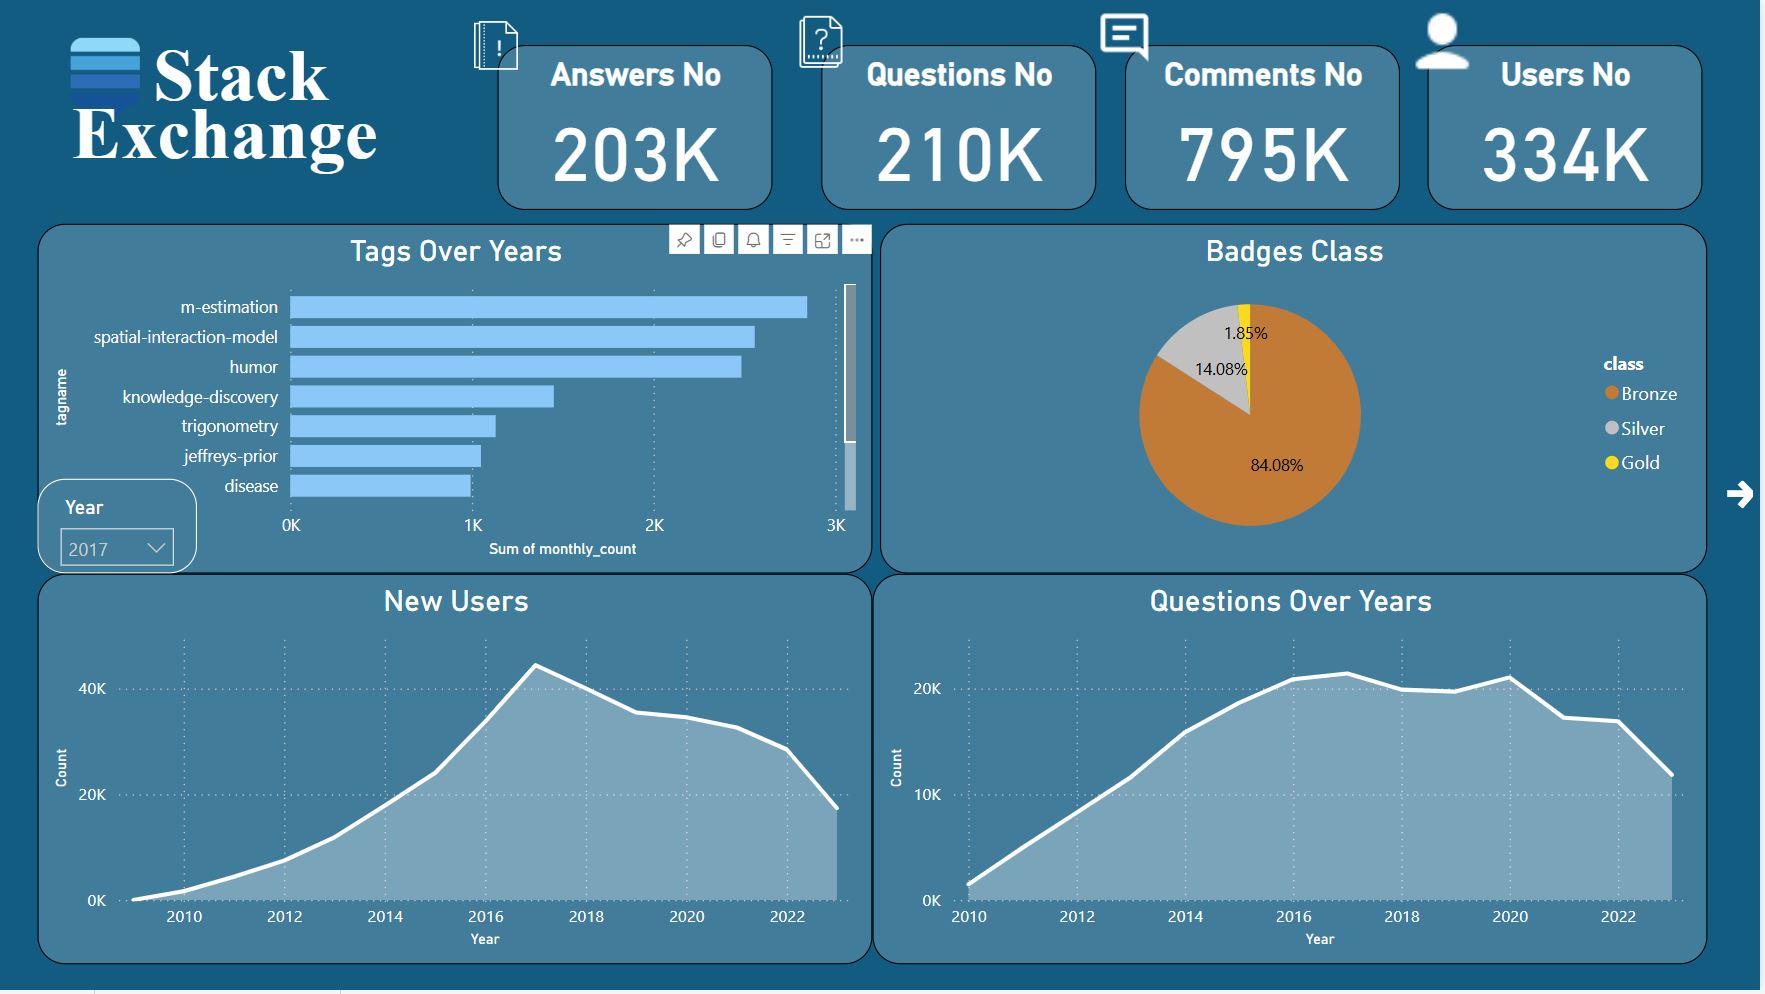 Stack
Exchange
Answers No
203K
Questions No
210K
Comments No
795K
Users No
334K
Tags Over Years
tagname
m-estimation
spatial-interaction-model
humor
knowledge-discovery
trigonometry
jeffreys-prior
disease
0K 1K 2K 3K
Sum of monthly_count
Year
2017
Badges Class
1.85%
14.08%
84.08%
class
Bronze
Silver
Gold
New Users
Count
40K
20K
0K
2010 2012 2014 2016 2018 2020 2022
Year
Questions Over Years
Count
20K
10K
0K
2010 2012 2014 2016 2018 2020 2022
Year